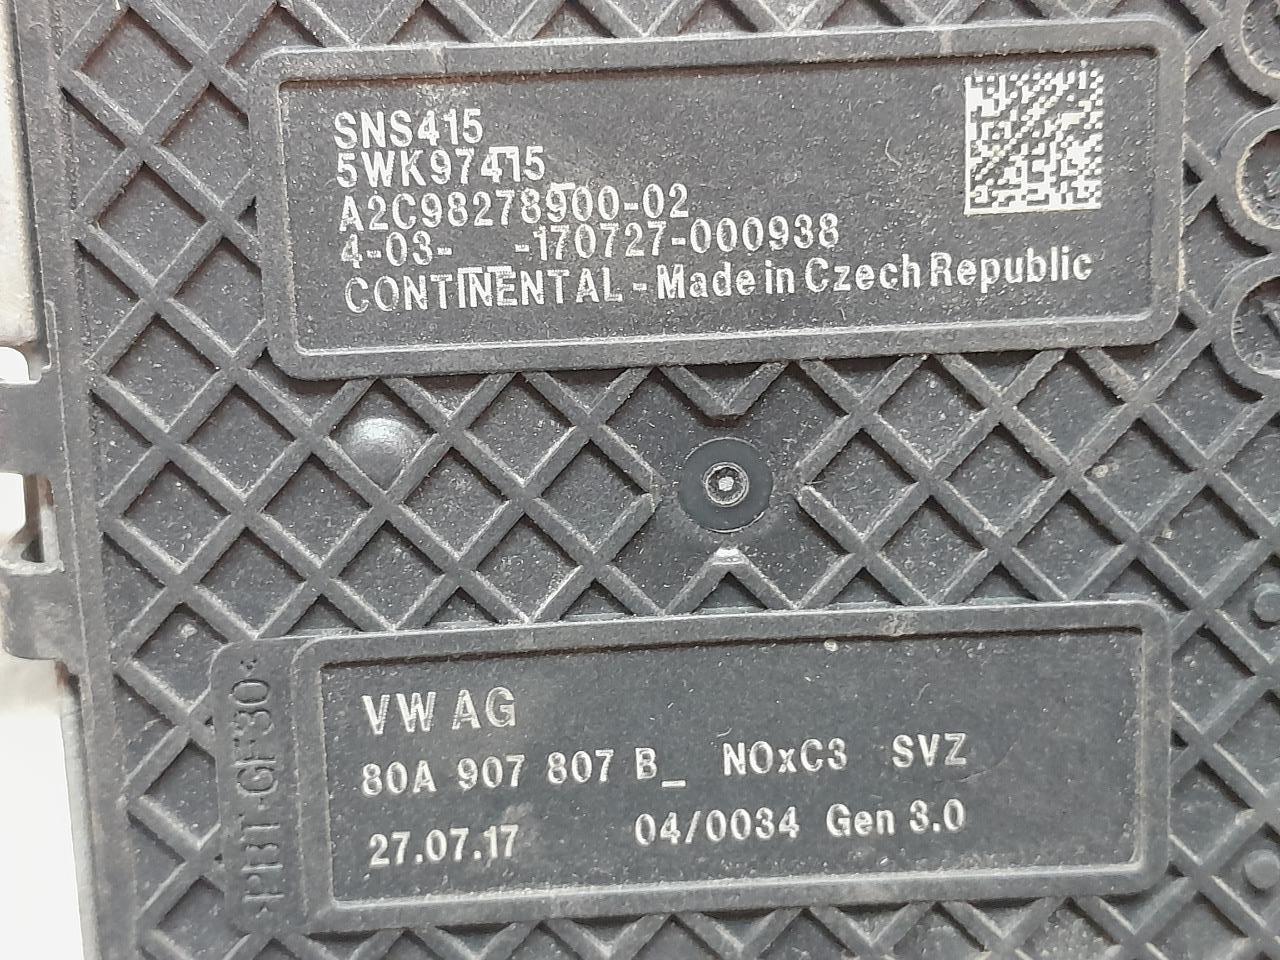 SNS415
5WK97415
A2C98278900-02
4-03- -170727-000938
CONTINENTAL - Made in Czech Republic
VW AG
80A 907 807 B_ NOxC3 SVZ
27.07.17 04/0034 Gen 3.0
>PBT-GF30<